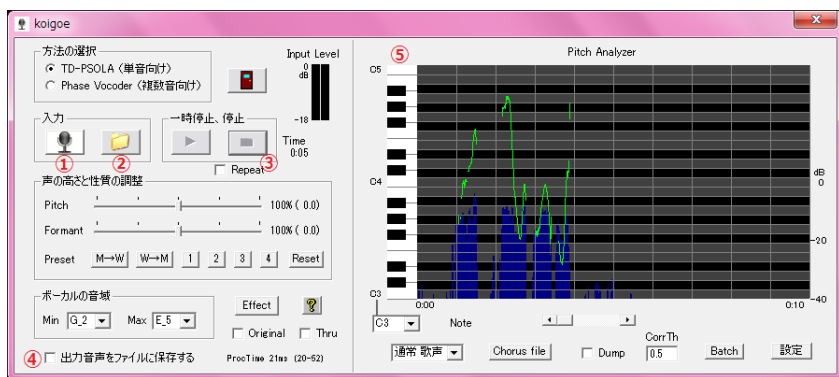 koigoe
方法の選択
TD-PSOLA (単音向け)
Phase Vocoder (複数音向け)
Input Level
0
dB
-18
入力
一時停止、停止
Time
0:05
① ② ③
Repeat
声の高さと性質の調整
Pitch 100% ( 0.0)
Formant 100% ( 0.0)
Preset M→W W→M 1 2 3 4 Reset
ボーカルの音域
Min G_2 Max E_5
Effect
Original Thru
④ 出力音声をファイルに保存する
ProcTime 21ms (20-52)
⑤ Pitch Analyzer
C5
C4
C3
dB
0
-20
-40
0:00 0:10
C3 Note
通常 歌声 Chorus file Dump CorrTh 0.5 Batch 設定